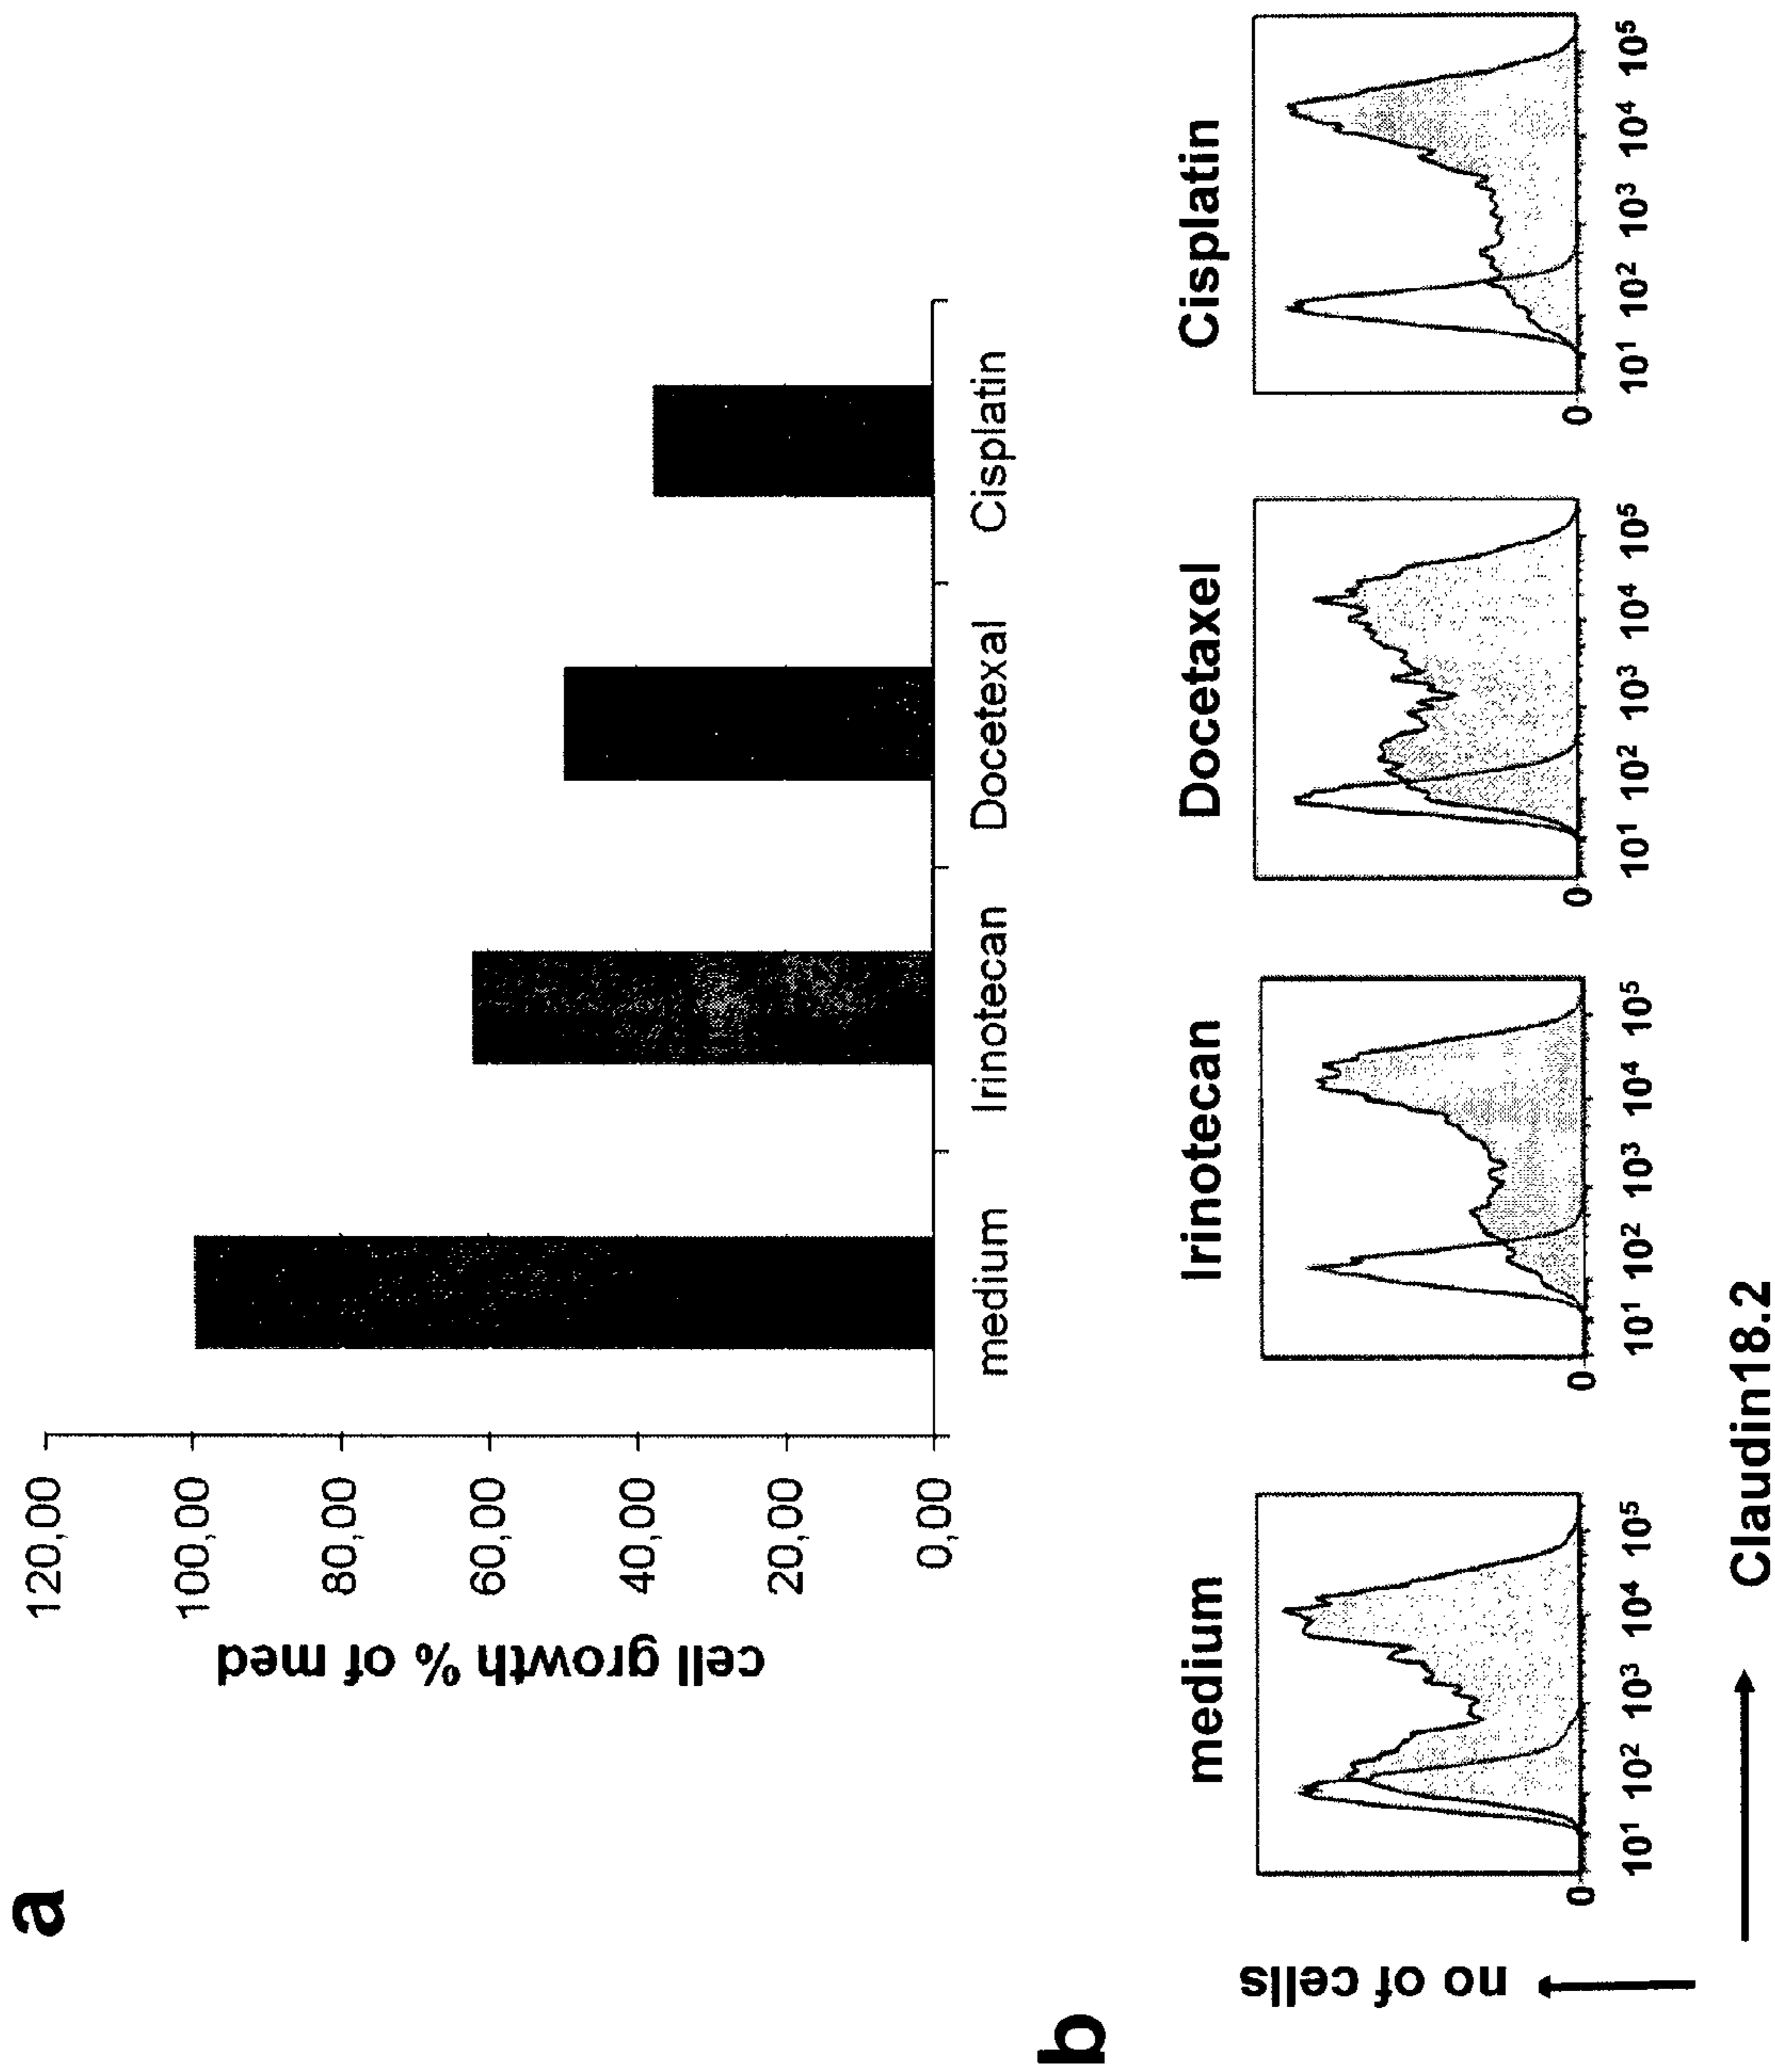 a
cell growth % of med
120,00
100,00
80,00
60,00
40,00
20,00
0,00
medium Irinotecan Docetexal Cisplatin
b
no of cells
medium Irinotecan Docetaxel Cisplatin
0 0 0 0
10¹ 10² 10³ 10⁴ 10⁵ 10¹ 10² 10³ 10⁴ 10⁵ 10¹ 10² 10³ 10⁴ 10⁵ 10¹ 10² 10³ 10⁴ 10⁵
Claudin18.2